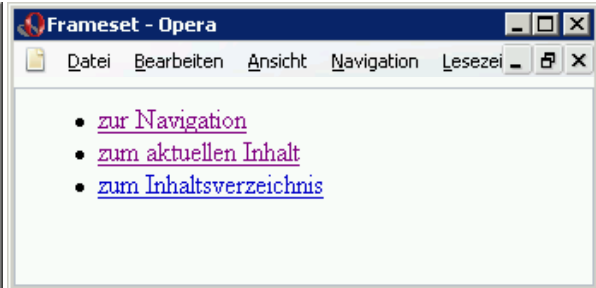 Frameset - Opera
Datei Bearbeiten Ansicht Navigation Lesezei
zur Navigation
zum aktuellen Inhalt
zum Inhaltsverzeichnis